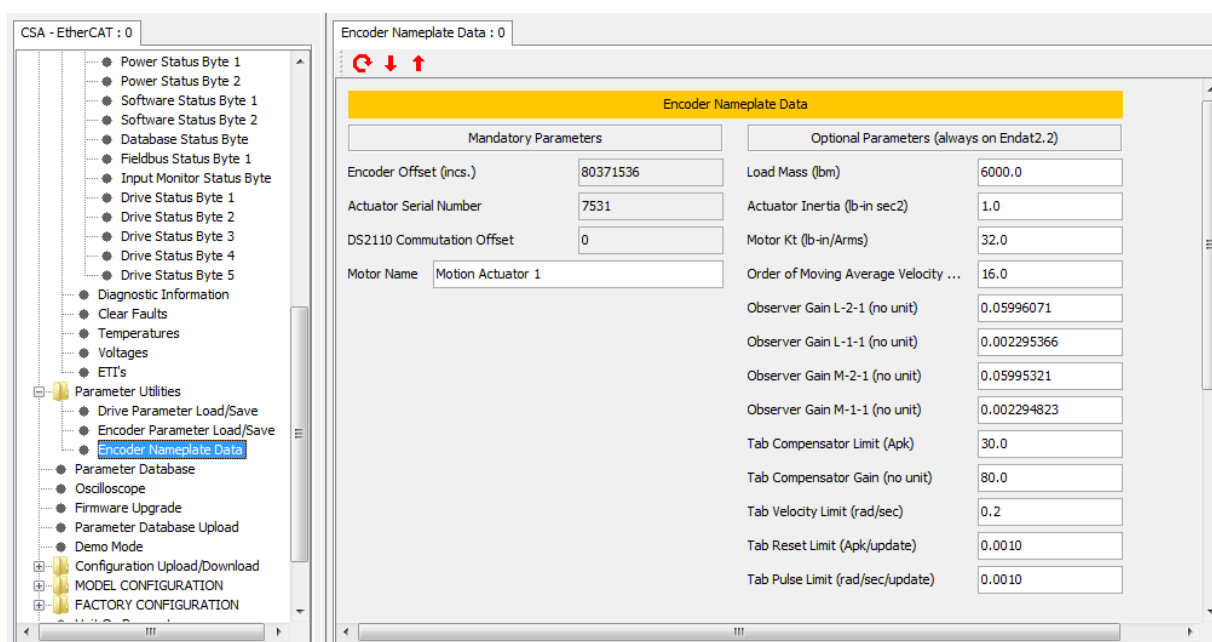 CSA - EtherCAT : 0
Power Status Byte 1
Power Status Byte 2
Software Status Byte 1
Software Status Byte 2
Database Status Byte
Fieldbus Status Byte 1
Input Monitor Status Byte
Drive Status Byte 1
Drive Status Byte 2
Drive Status Byte 3
Drive Status Byte 4
Drive Status Byte 5
Diagnostic Information
Clear Faults
Temperatures
Voltages
ETI's
Parameter Utilities
Drive Parameter Load/Save
Encoder Parameter Load/Save
Encoder Nameplate Data
Parameter Database
Oscilloscope
Firmware Upgrade
Parameter Database Upload
Demo Mode
Configuration Upload/Download
MODEL CONFIGURATION
FACTORY CONFIGURATION
Encoder Nameplate Data : 0
Encoder Nameplate Data
Mandatory Parameters
Encoder Offset (incs.) 80371536
Actuator Serial Number 7531
DS2110 Commutation Offset 0
Motor Name Motion Actuator 1
Optional Parameters (always on Endat2.2)
Load Mass (lbm) 6000.0
Actuator Inertia (lb-in sec2) 1.0
Motor Kt (lb-in/Arms) 32.0
Order of Moving Average Velocity ... 16.0
Observer Gain L-2-1 (no unit) 0.05996071
Observer Gain L-1-1 (no unit) 0.002295366
Observer Gain M-2-1 (no unit) 0.05995321
Observer Gain M-1-1 (no unit) 0.002294823
Tab Compensator Limit (Apk) 30.0
Tab Compensator Gain (no unit) 80.0
Tab Velocity Limit (rad/sec) 0.2
Tab Reset Limit (Apk/update) 0.0010
Tab Pulse Limit (rad/sec/update) 0.0010